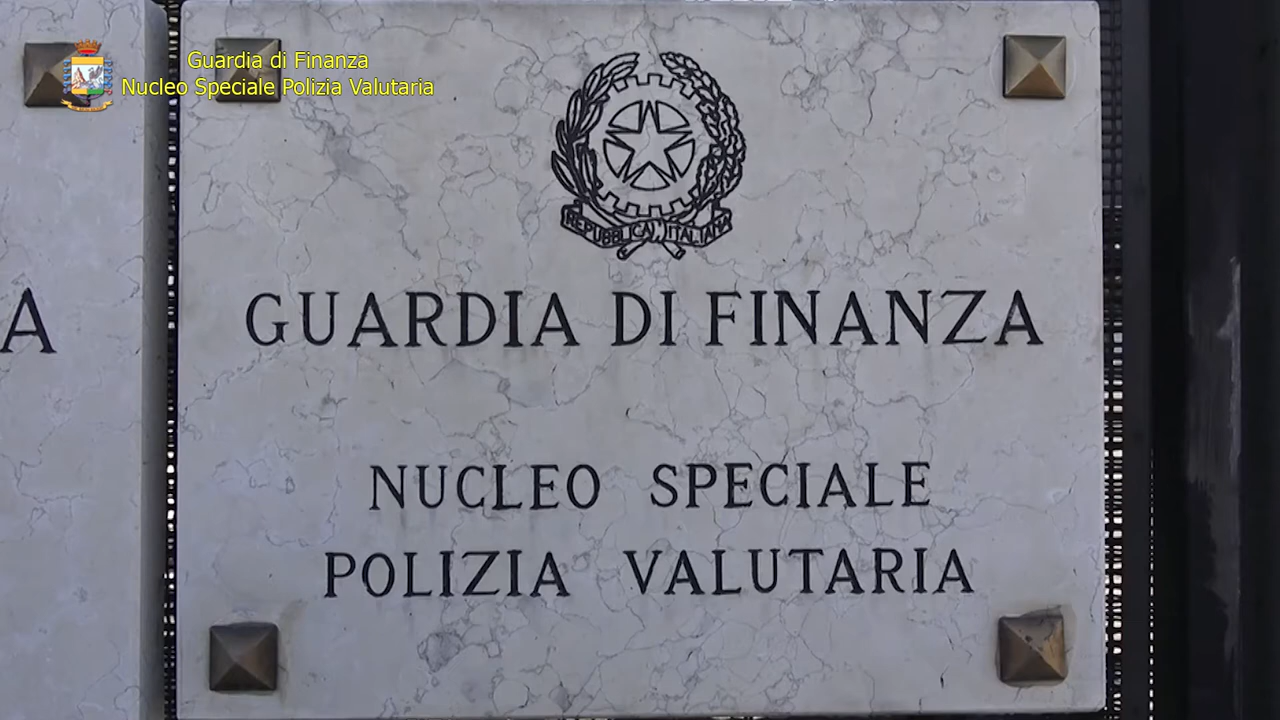 Guardia di Finanza
Nucleo Speciale Polizia Valutaria
REPUBBLICA ITALIANA
A
GUARDIA DI FINANZA
NUCLEO SPECIALE
POLIZIA VALUTARIA